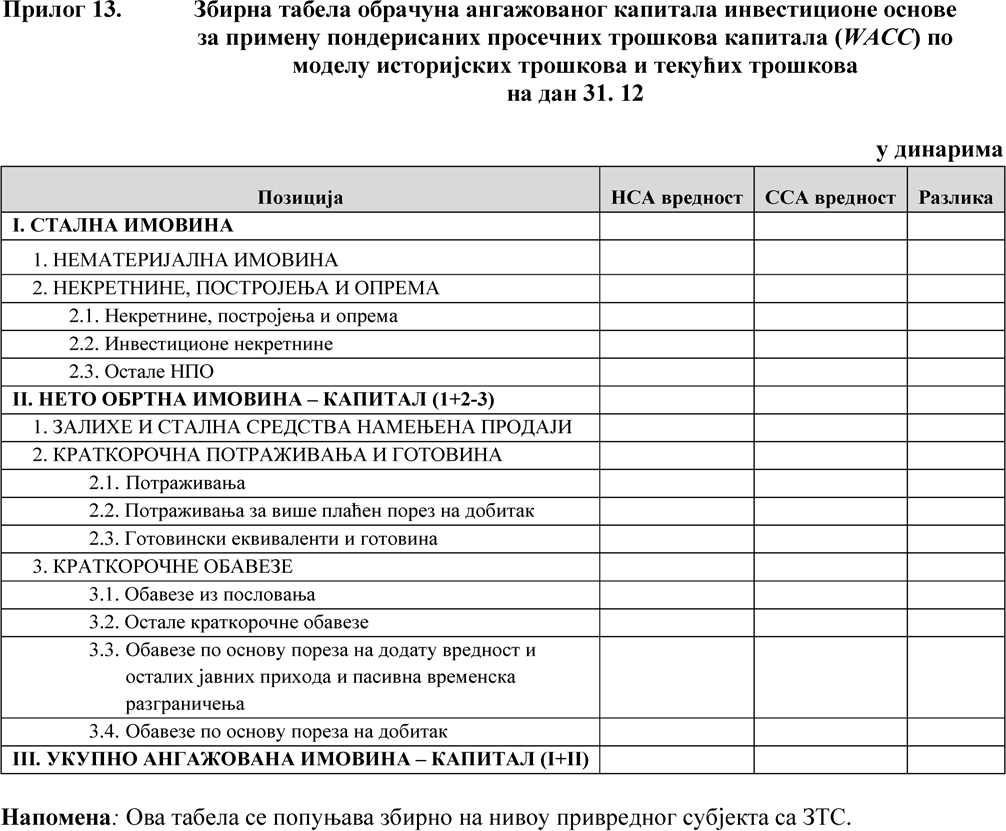 Прилог 13. Збирна табела обрачуна ангажованог капитала инвестиционе основе
за примену пондерисаних просечних трошкова капитала (WACC) по
моделу историјских трошкова и текућих трошкова
на дан 31. 12
у динарима
Позиција НСА вредност ССА вредност Разлика
I. СТАЛНА ИМОВИНА
1. НЕМАТЕРИЈАЛНА ИМОВИНА
2. НЕКРЕТНИНЕ, ПОСТРОЈЕЊА И ОПРЕМА
2.1. Некретнине, постројења и опрема
2.2. Инвестиционе некретнине
2.3. Остале НПО
II. НЕТО ОБРТНА ИМОВИНА – КАПИТАЛ (1+2-3)
1. ЗАЛИХЕ И СТАЛНА СРЕДСТВА НАМЕЊЕНА ПРОДАЈИ
2. КРАТКОРОЧНА ПОТРАЖИВАЊА И ГОТОВИНА
2.1. Потраживања
2.2. Потраживања за више плаћен порез на добитак
2.3. Готовински еквиваленти и готовина
3. КРАТКОРОЧНЕ ОБАВЕЗЕ
3.1. Обавезе из пословања
3.2. Остале краткорочне обавезе
3.3. Обавезе по основу пореза на додату вредност и
осталих јавних прихода и пасивна временска
разграничења
3.4. Обавезе по основу пореза на добитак
III. УКУПНО АНГАЖОВАНА ИМОВИНА – КАПИТАЛ (I+II)
Напомена: Ова табела се попуњава збирно на нивоу привредног субјекта са ЗТС.